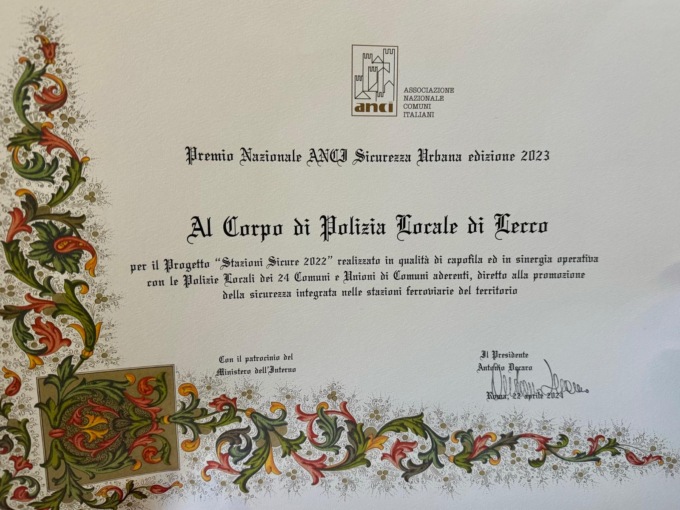 anci
ASSOCIAZIONE
NAZIONALE
COMUNI
ITALIANI
Premio Nazionale ANCI Sicurezza Urbana edizione 2023
Al Corpo di Polizia Locale di Lecco
per il Progetto “Stazioni Sicure 2022” realizzato in qualità di capofila ed in sinergia operativa
con le Polizie Locali dei 24 Comuni e Unioni di Comuni aderenti, diretto alla promozione
della sicurezza integrata nelle stazioni ferroviarie del territorio
Con il patrocinio del
Ministero dell'Interno
Il Presidente
Antonio Decaro
Roma, 22 aprile 2024